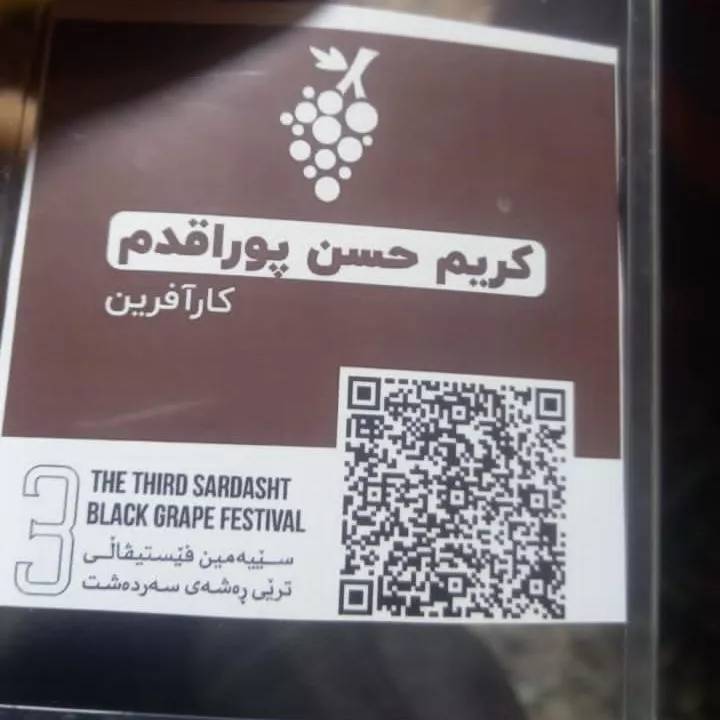 کریم حسن پوراقدم
کارآفرین
3
THE THIRD SARDASHT
BLACK GRAPE FESTIVAL
سێیەمین فێستیڤاڵی
ترێی ڕەشەی سەردەشت